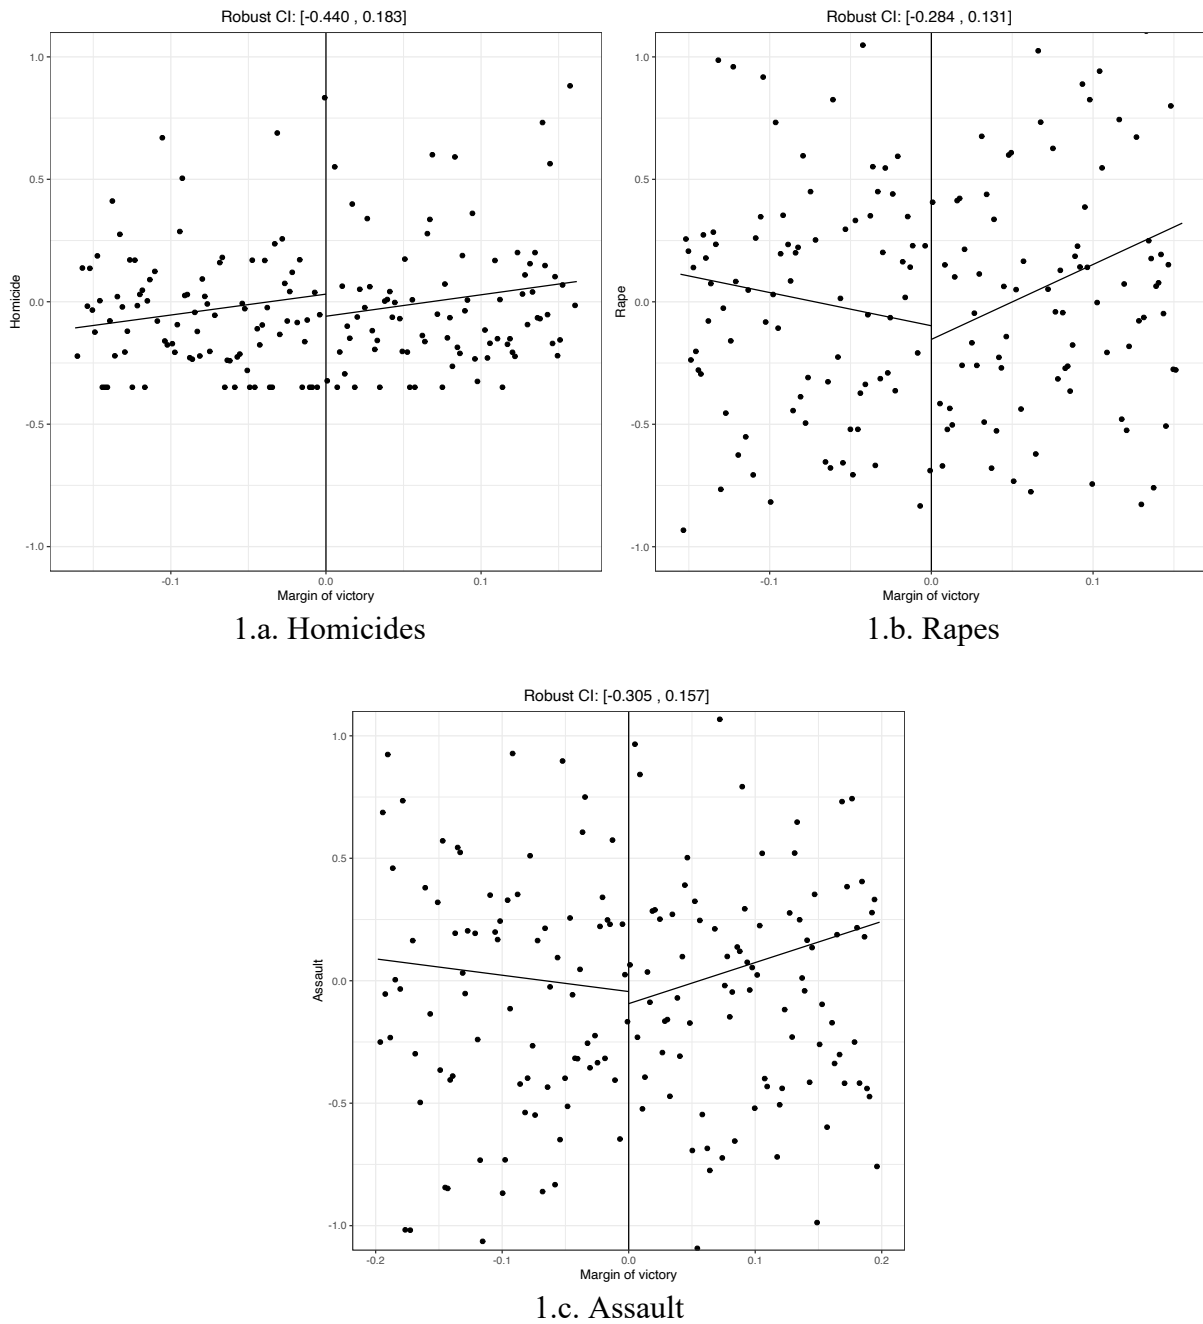 Robust CI: [-0.440 , 0.183]
1.0
0.5
0.0
-0.5
-1.0
Homicide
-0.1
0.0
0.1
Margin of victory
1.a. Homicides
Robust CI: [-0.284 , 0.131]
1.0
0.5
0.0
-0.5
-1.0
Rape
-0.1
0.0
0.1
Margin of victory
1.b. Rapes
Robust CI: [-0.305 , 0.157]
1.0
0.5
0.0
-0.5
-1.0
Assault
-0.2
-0.1
0.0
0.1
0.2
Margin of victory
1.c. Assault